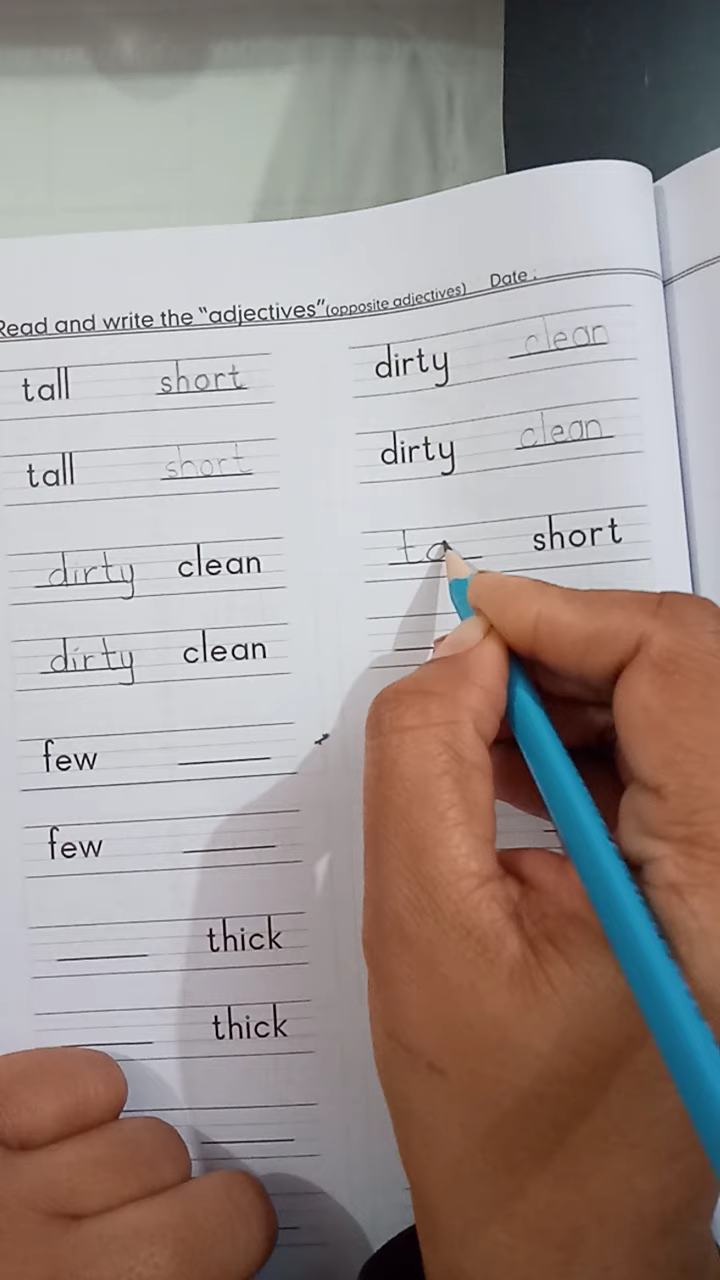 Read and write the "adjectives"(opposite adjectives) Date :
tall short
tall short
dirty clean
dirty clean
few
few
thick
thick
dirty clean
dirty clean
ta short